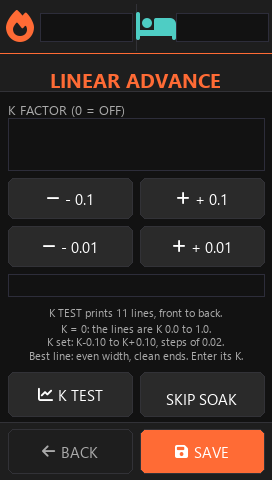 LINEAR ADVANCE
K FACTOR (0 = OFF)
- 0.1
+ 0.1
- 0.01
+ 0.01
K TEST prints 11 lines, front to back.
K = 0: the lines are K 0.0 to 1.0.
K set: K-0.10 to K+0.10, steps of 0.02.
Best line: even width, clean ends. Enter its K.
K TEST
SKIP SOAK
BACK
SAVE